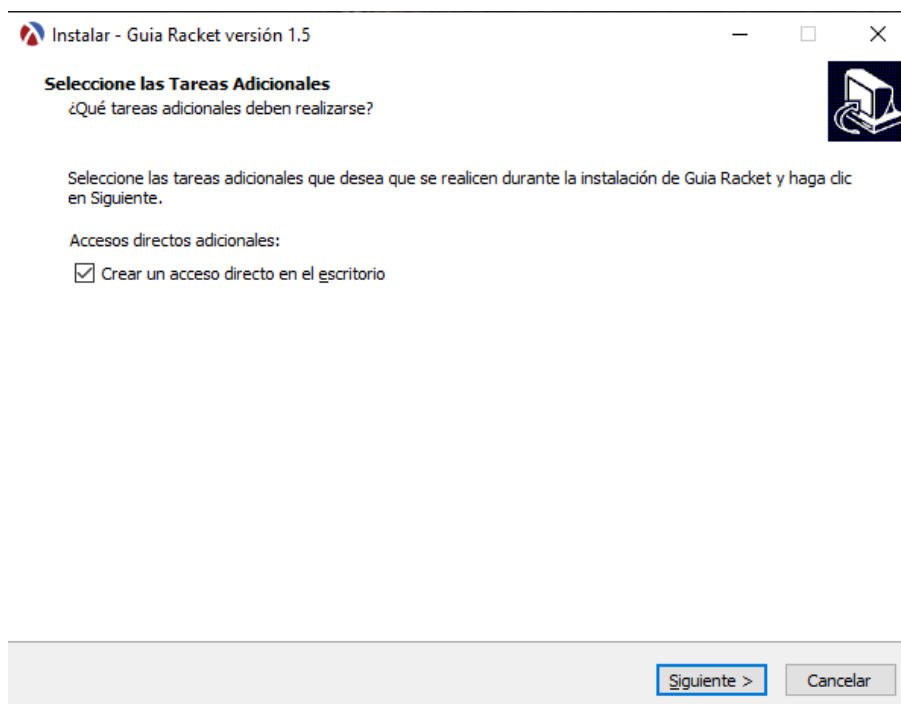 Instalar - Guia Racket versión 1.5
Seleccione las Tareas Adicionales
¿Qué tareas adicionales deben realizarse?
Seleccione las tareas adicionales que desea que se realicen durante la instalación de Guia Racket y haga clic
en Siguiente.
Accesos directos adicionales:
Crear un acceso directo en el escritorio
Siguiente >
Cancelar